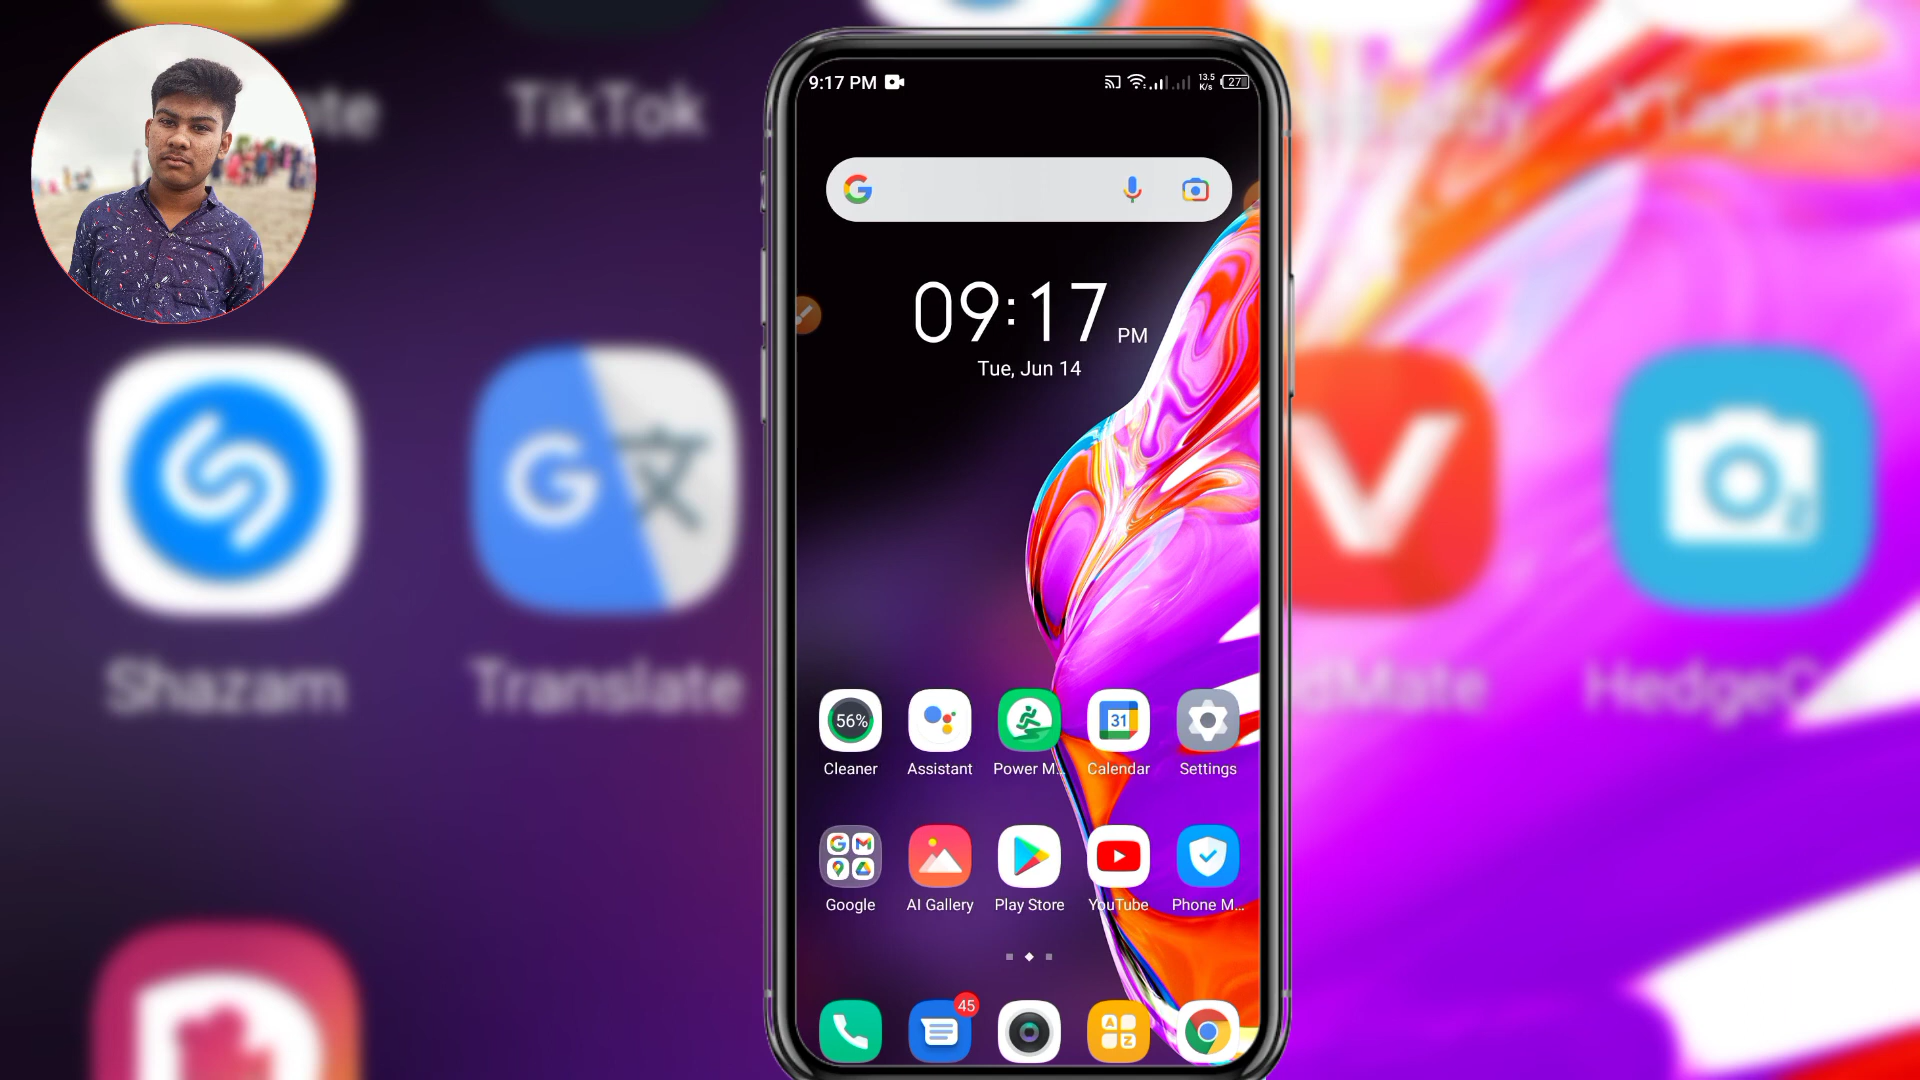 TikTok
Shazam
Translate
9:17 PM
13.5
K/s
27
09:17
PM
Tue, Jun 14
56%
31
Cleaner
Assistant
Power M...
Calendar
Settings
Google
AI Gallery
Play Store
YouTube
Phone M...
45
A
Z